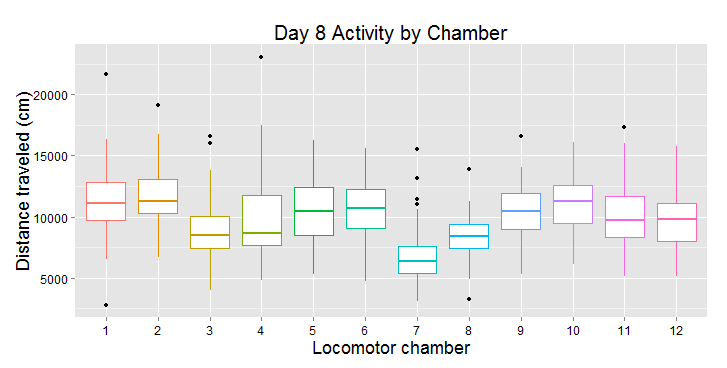 Day 8 Activity by Chamber
Distance traveled (cm)
20000
15000
10000
5000
1 2 3 4 5 6 7 8 9 10 11 12
Locomotor chamber